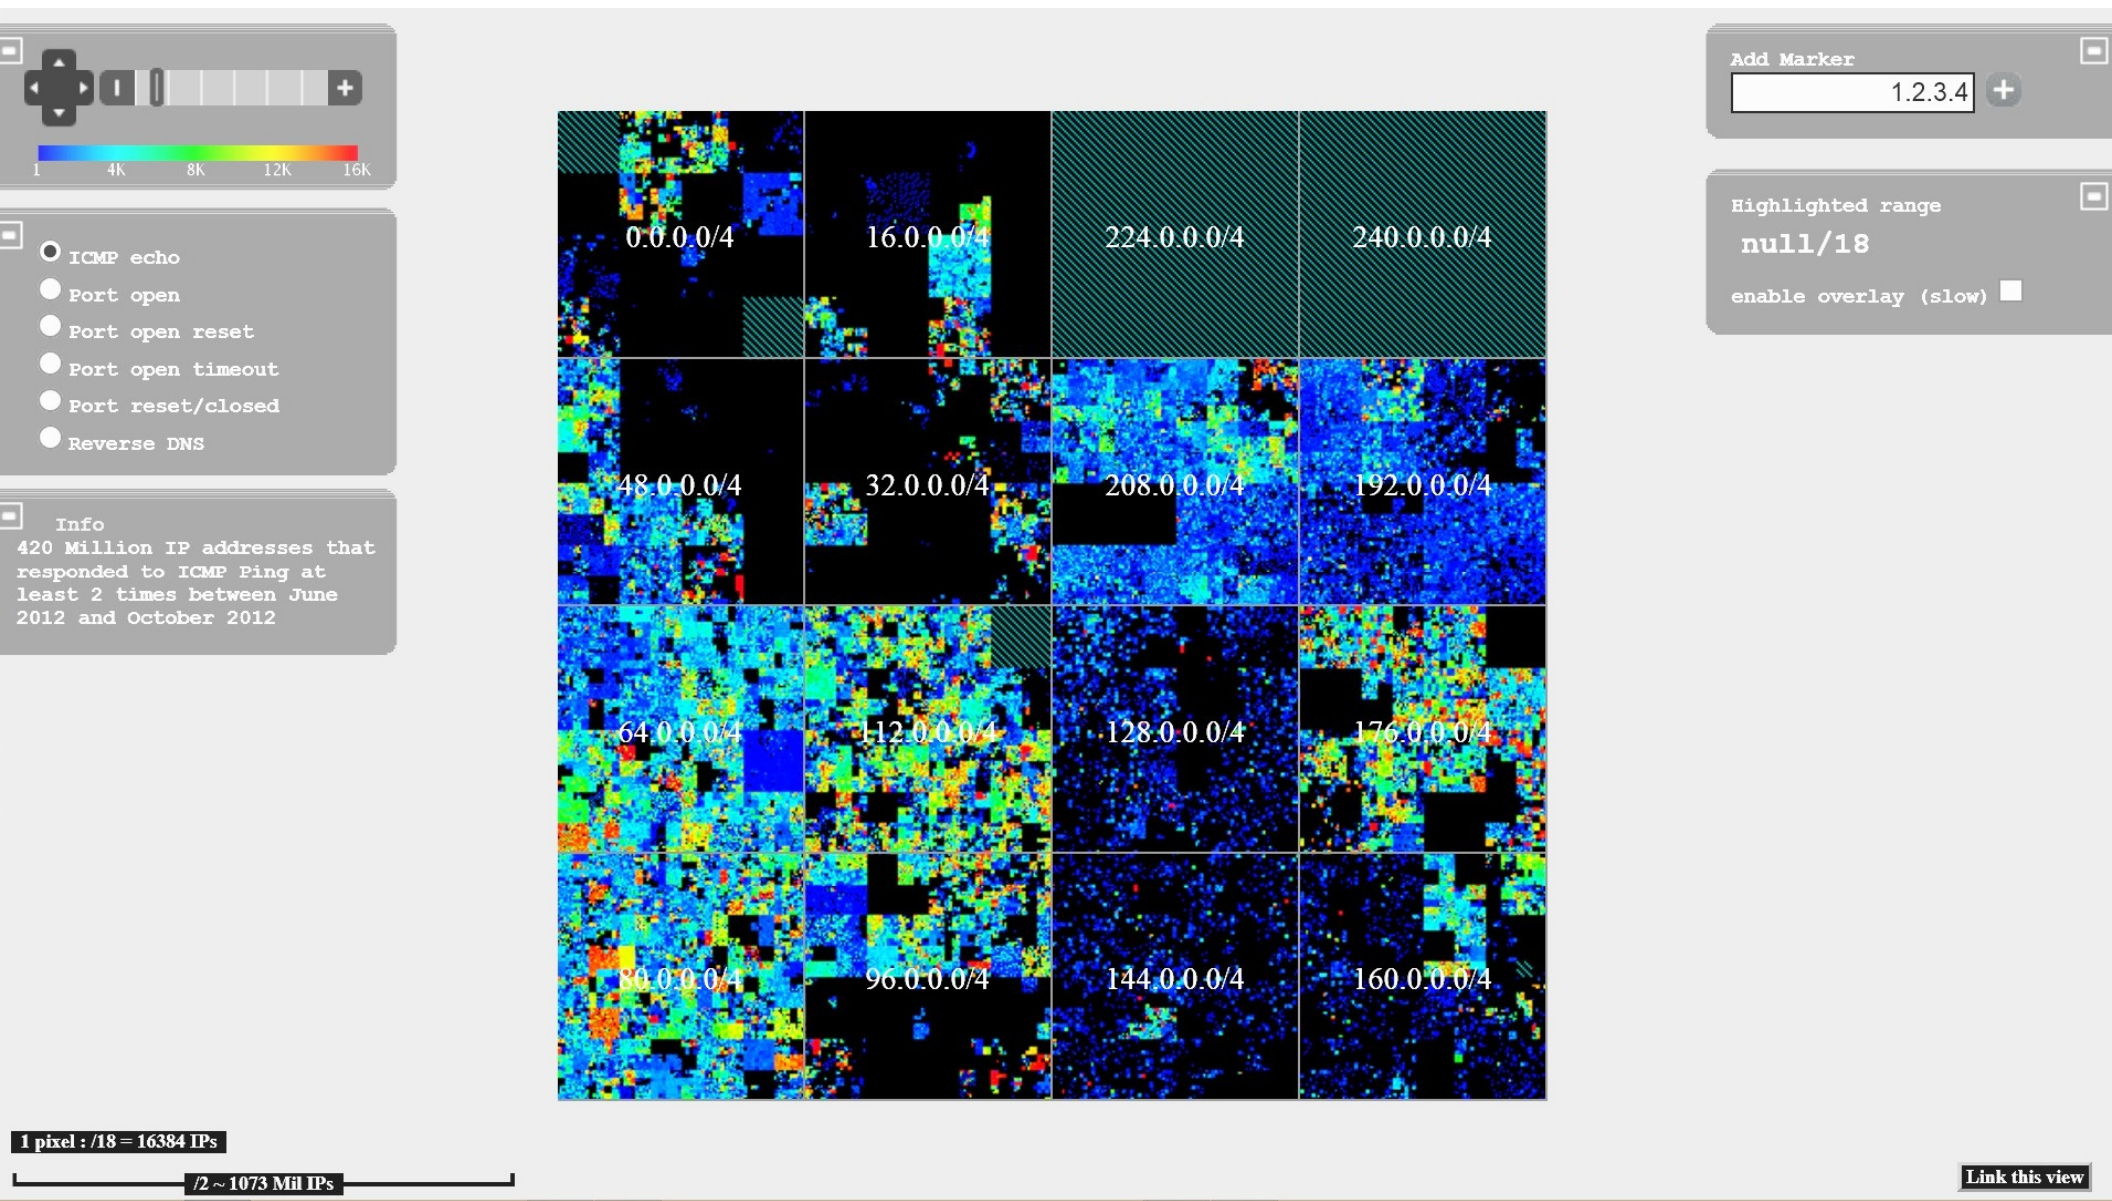 1 4K 8K 12K 16K
ICMP echo
Port open
Port open reset
Port open timeout
Port reset/closed
Reverse DNS
Info
420 Million IP addresses that
responded to ICMP Ping at
least 2 times between June
2012 and October 2012
0.0.0.0/4 16.0.0.0/4 224.0.0.0/4 240.0.0.0/4
48.0.0.0/4 32.0.0.0/4 208.0.0.0/4 192.0.0.0/4
64.0.0.0/4 112.0.0.0/4 128.0.0.0/4 176.0.0.0/4
80.0.0.0/4 96.0.0.0/4 144.0.0.0/4 160.0.0.0/4
Add Marker
1.2.3.4
Highlighted range
null/18
enable overlay (slow)
1 pixel : /18 = 16384 IPs
/2 ~ 1073 Mil IPs
Link this view